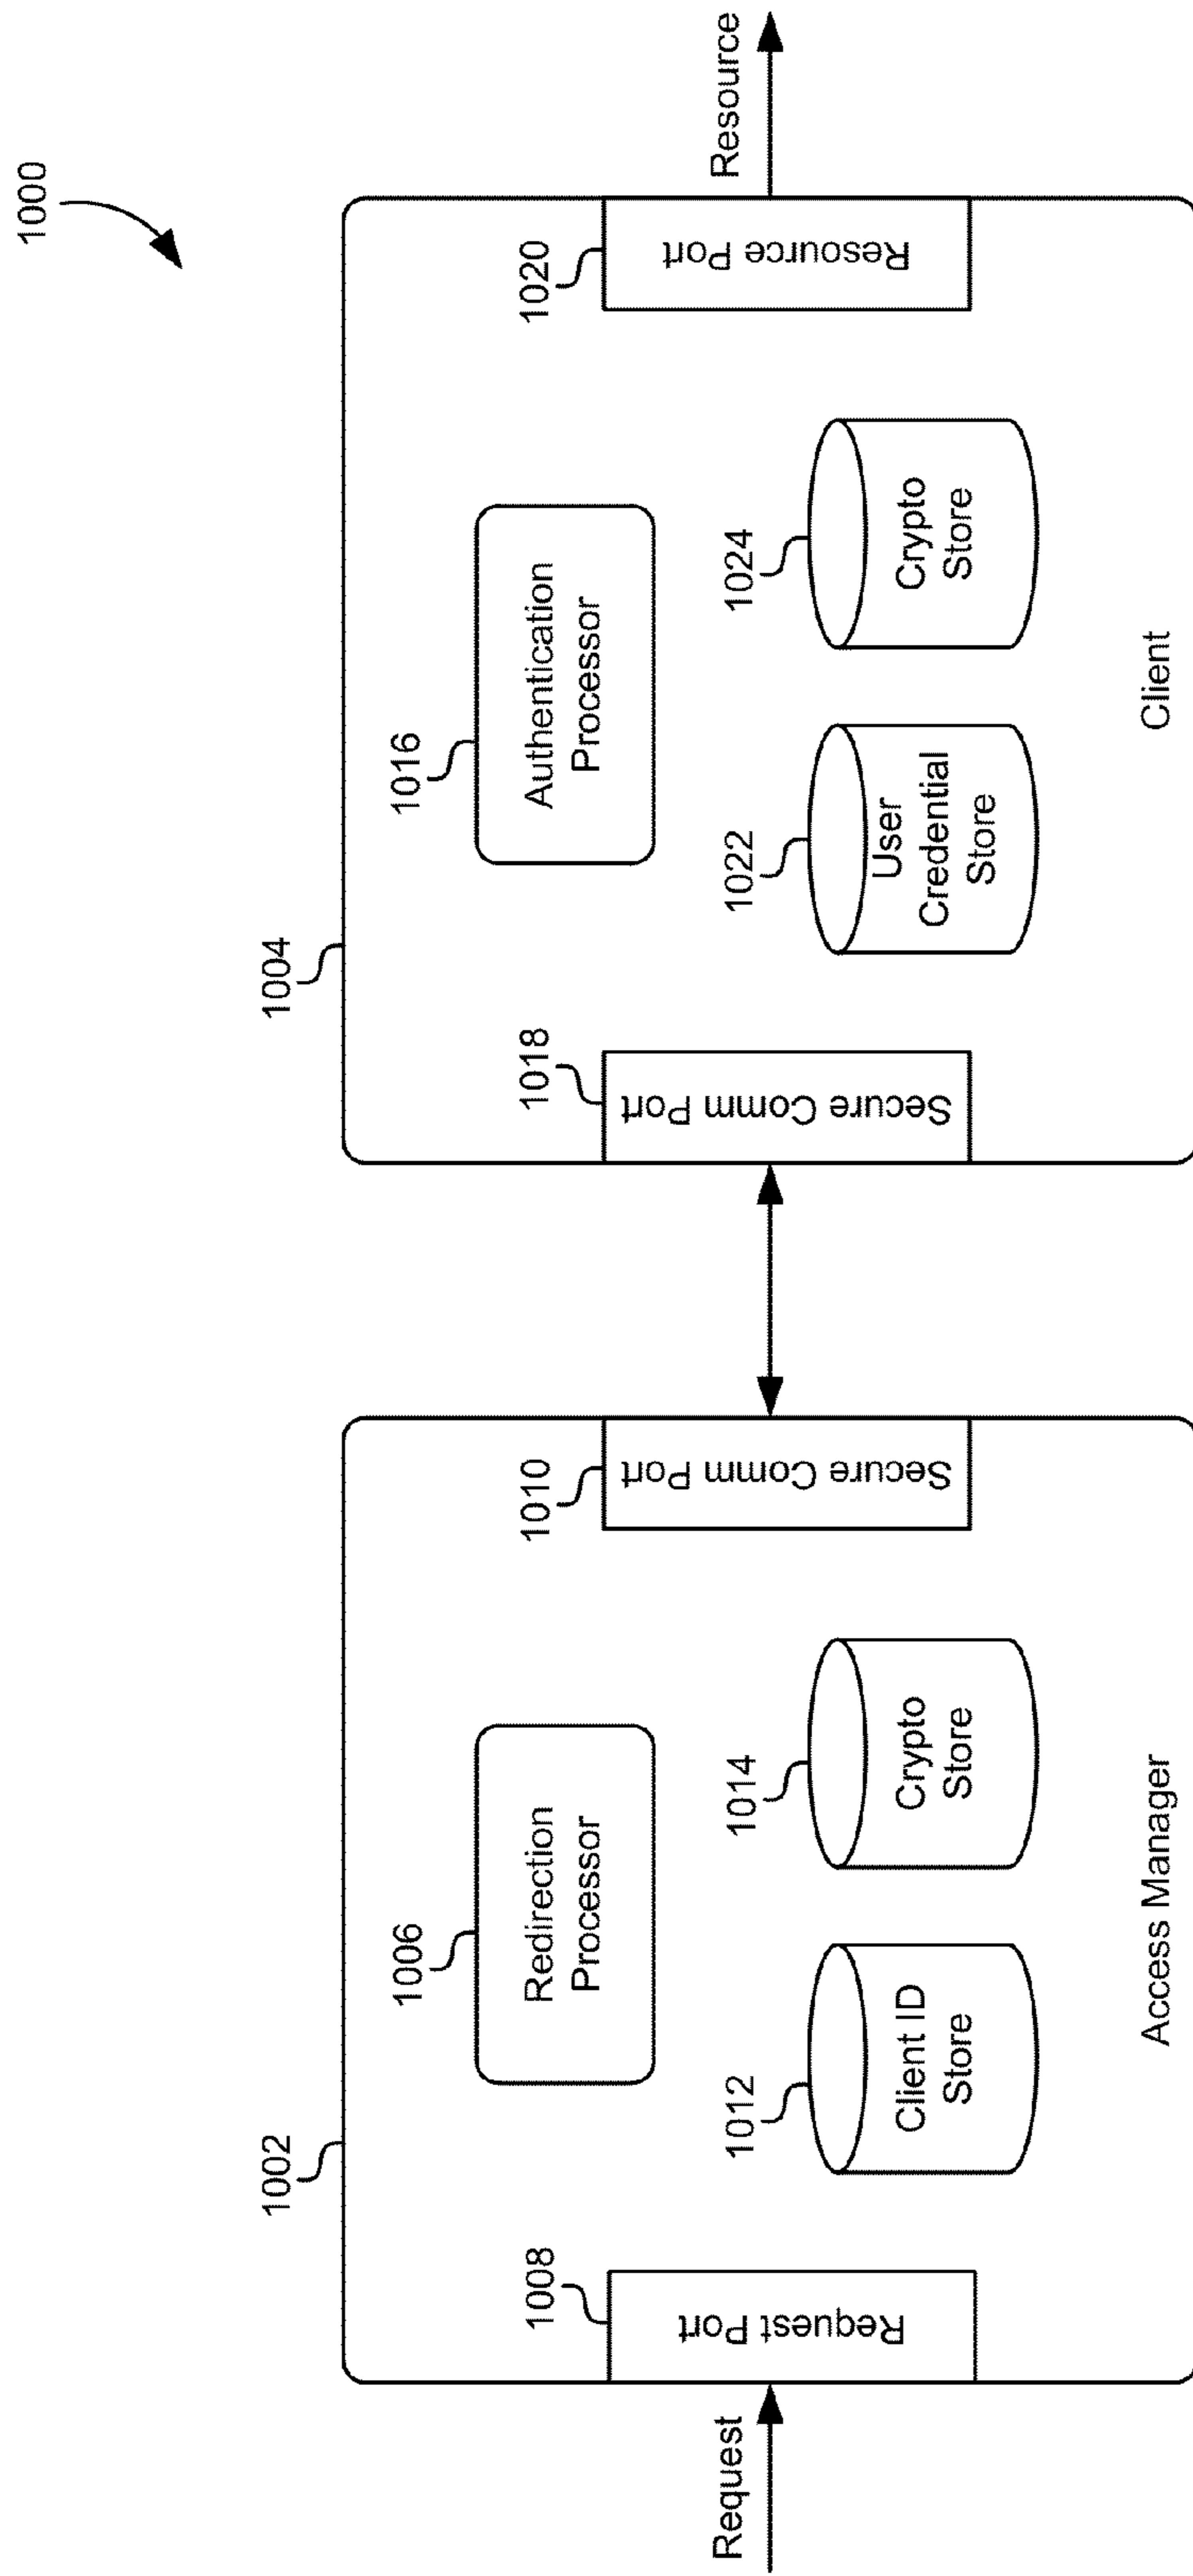 1000
1002
1004
Request
1008
Request Port
1006
Redirection
Processor
1012
Client ID
Store
1014
Crypto
Store
1010
Secure Comm Port
Access Manager
1018
Secure Comm Port
1016
Authentication
Processor
1022
User
Credential
Store
1024
Crypto
Store
1020
Resource Port
Client
Resource